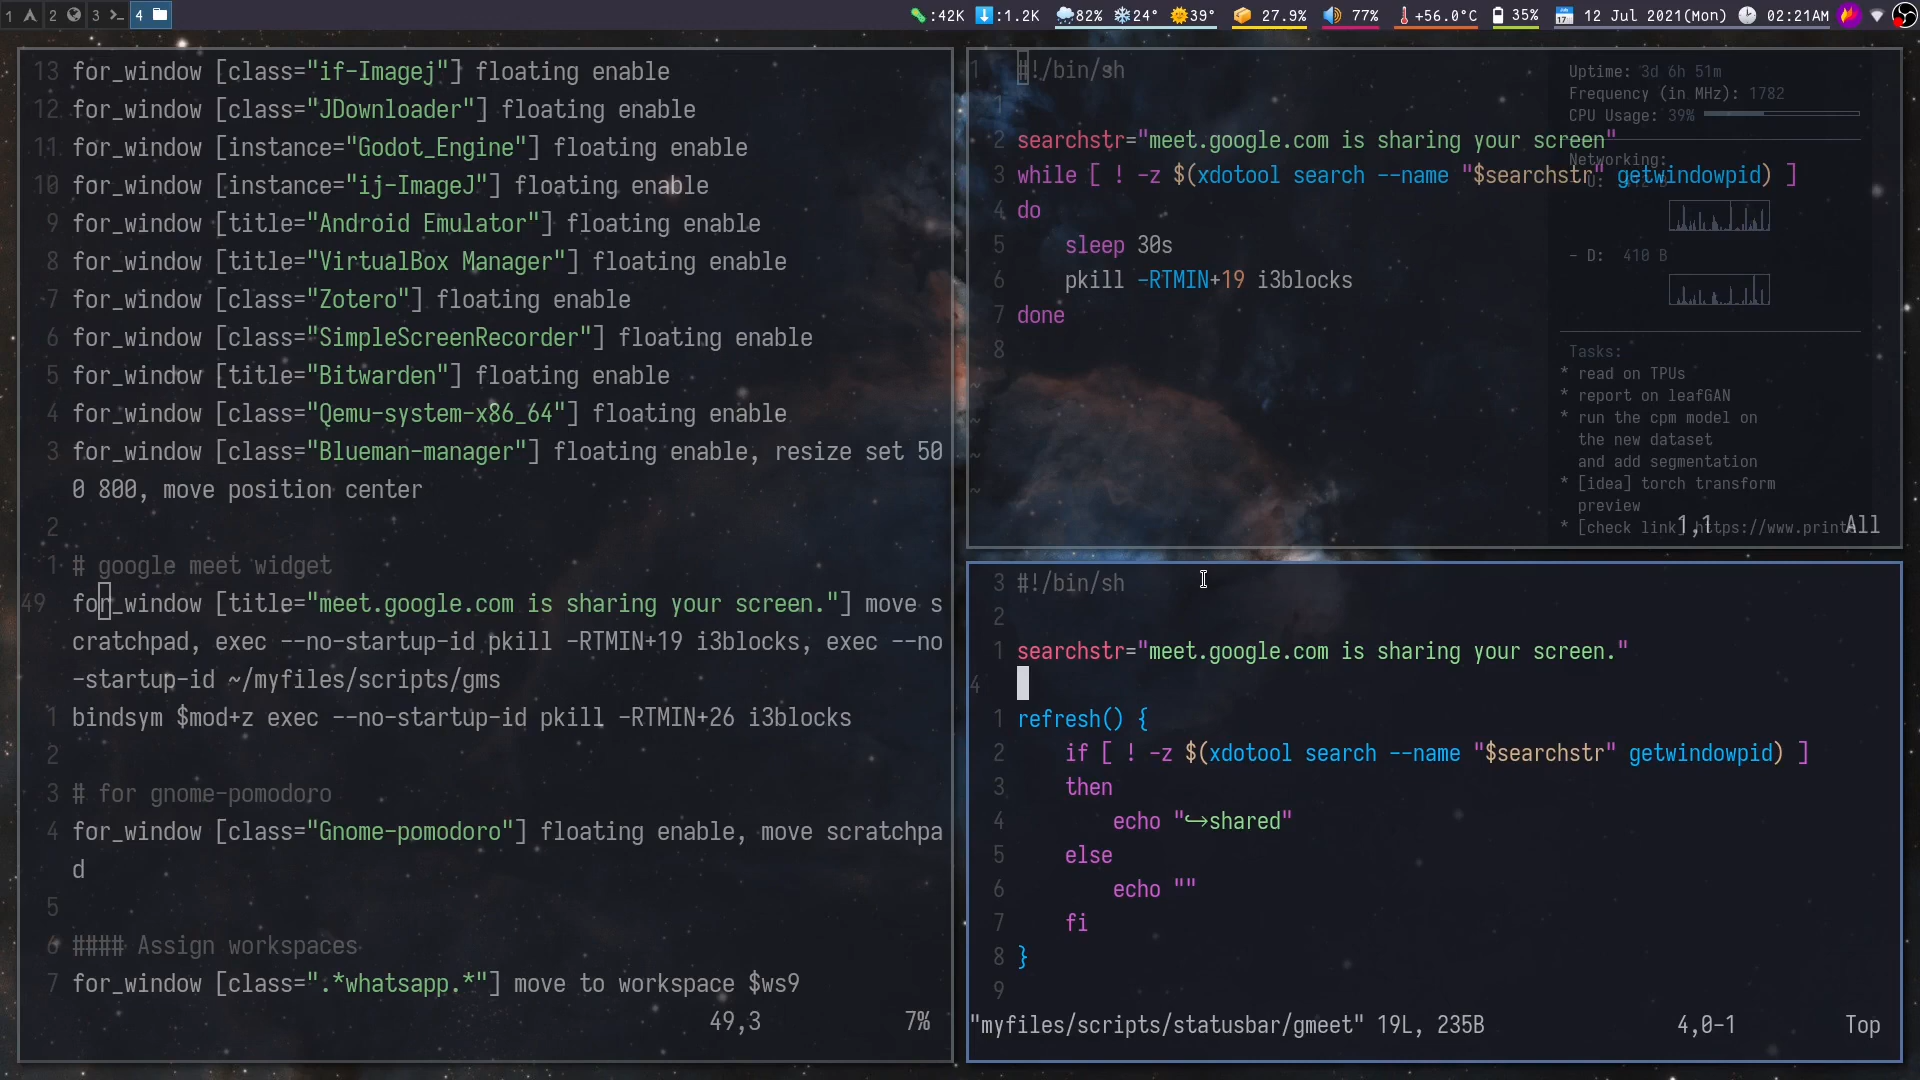 1 2 3 4 :42K :1.2K 82% 24° 39° 27.9% 77% +56.0°C 35% 12 Jul 2021(Mon) 02:21AM
13 for_window [class="if-Imagej"] floating enable
12 for_window [class="JDownloader"] floating enable
11 for_window [instance="Godot_Engine"] floating enable
10 for_window [instance="ij-ImageJ"] floating enable
9 for_window [title="Android Emulator"] floating enable
8 for_window [title="VirtualBox Manager"] floating enable
7 for_window [class="Zotero"] floating enable
6 for_window [class="SimpleScreenRecorder"] floating enable
5 for_window [title="Bitwarden"] floating enable
4 for_window [class="Qemu-system-x86_64"] floating enable
3 for_window [class="Blueman-manager"] floating enable, resize set 50
0 800, move position center
2
1 # google meet widget
49 for_window [title="meet.google.com is sharing your screen."] move s
cratchpad, exec --no-startup-id pkill -RTMIN+19 i3blocks, exec --no
-startup-id ~/myfiles/scripts/gms
1 bindsym $mod+z exec --no-startup-id pkill -RTMIN+26 i3blocks
2
3 # for gnome-pomodoro
4 for_window [class="Gnome-pomodoro"] floating enable, move scratchpa
d
5
6 #### Assign workspaces
7 for_window [class=".*whatsapp.*"] move to workspace $ws9
49,3 7%
1 #!/bin/sh
1
2 searchstr="meet.google.com is sharing your screen"
3 while [ ! -z $(xdotool search --name "$searchstr" getwindowpid) ]
4 do
5 sleep 30s
6 pkill -RTMIN+19 i3blocks
7 done
8
~
~
~
~
1,1 All
Uptime: 3d 6h 51m
Frequency (in MHz): 1782
CPU Usage: 39%
Networking:
- D: 410 B
Tasks:
* read on TPUs
* report on leafGAN
* run the cpm model on
the new dataset
and add segmentation
* [idea] torch transform
preview
* [check link] https://www.print
3 #!/bin/sh
2
1 searchstr="meet.google.com is sharing your screen."
4
1 refresh() {
2 if [ ! -z $(xdotool search --name "$searchstr" getwindowpid) ]
3 then
4 echo "↪shared"
5 else
6 echo ""
7 fi
8 }
9
"myfiles/scripts/statusbar/gmeet" 19L, 235B 4,0-1 Top